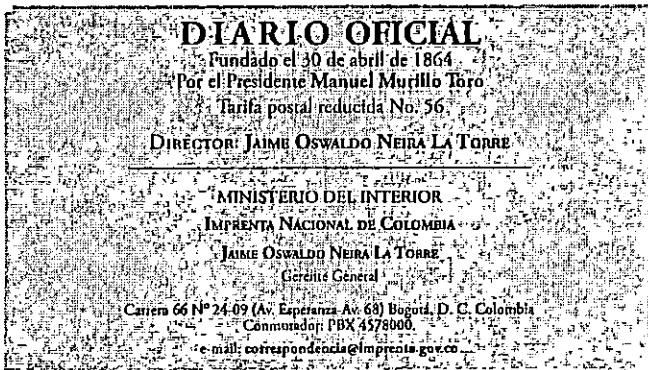 DIARIO OFICIAL
Fundado el 30 de abril de 1864
Por el Presidente Manuel Murillo Toro
Tarifa postal reducida No. 56
DIRECTOR: JAIME OSWALDO NEIRA LA TORRE
MINISTERIO DEL INTERIOR
IMPRENTA NACIONAL DE COLOMBIA
JAIME OSWALDO NEIRA LA TORRE
Gerente General
Carrera 66 N° 24-09 (Av. Esperanza-Av. 68) Bogotá, D. C. Colombia
Conmutador: PBX 4578000.
e-mail: correspondencia@imprenta.gov.co